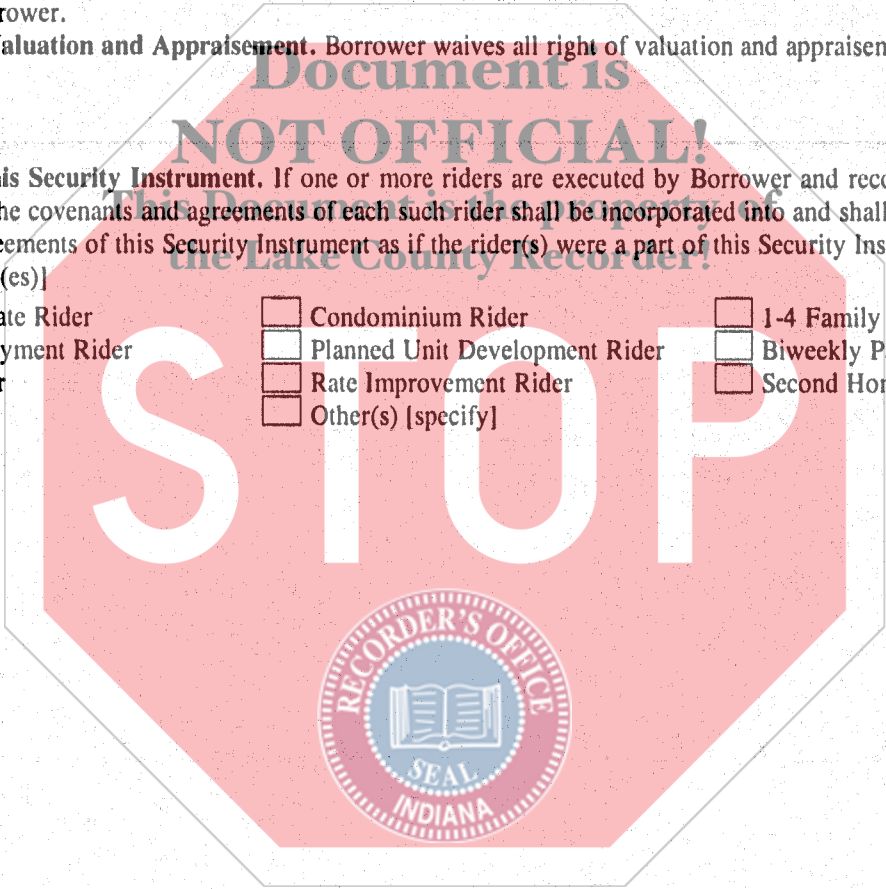 rower.
aluation and Appraisement. Borrower waives all right of valuation and appraisen
Document is
NOT OFFICIAL!
is Security Instrument. If one or more riders are executed by Borrower and reco
This Document is the property of
he covenants and agreements of each such rider shall be incorporated into and shall
eements of this Security Instrument as if the rider(s) were a part of this Security Ins
the Lake County Recorder!
(es)]
ate Rider Condominium Rider 1-4 Family
yment Rider Planned Unit Development Rider Biweekly P
r Rate Improvement Rider Second Hon
Other(s) [specify]
STOP
RECORDER'S OFFICE
SEAL
INDIANA